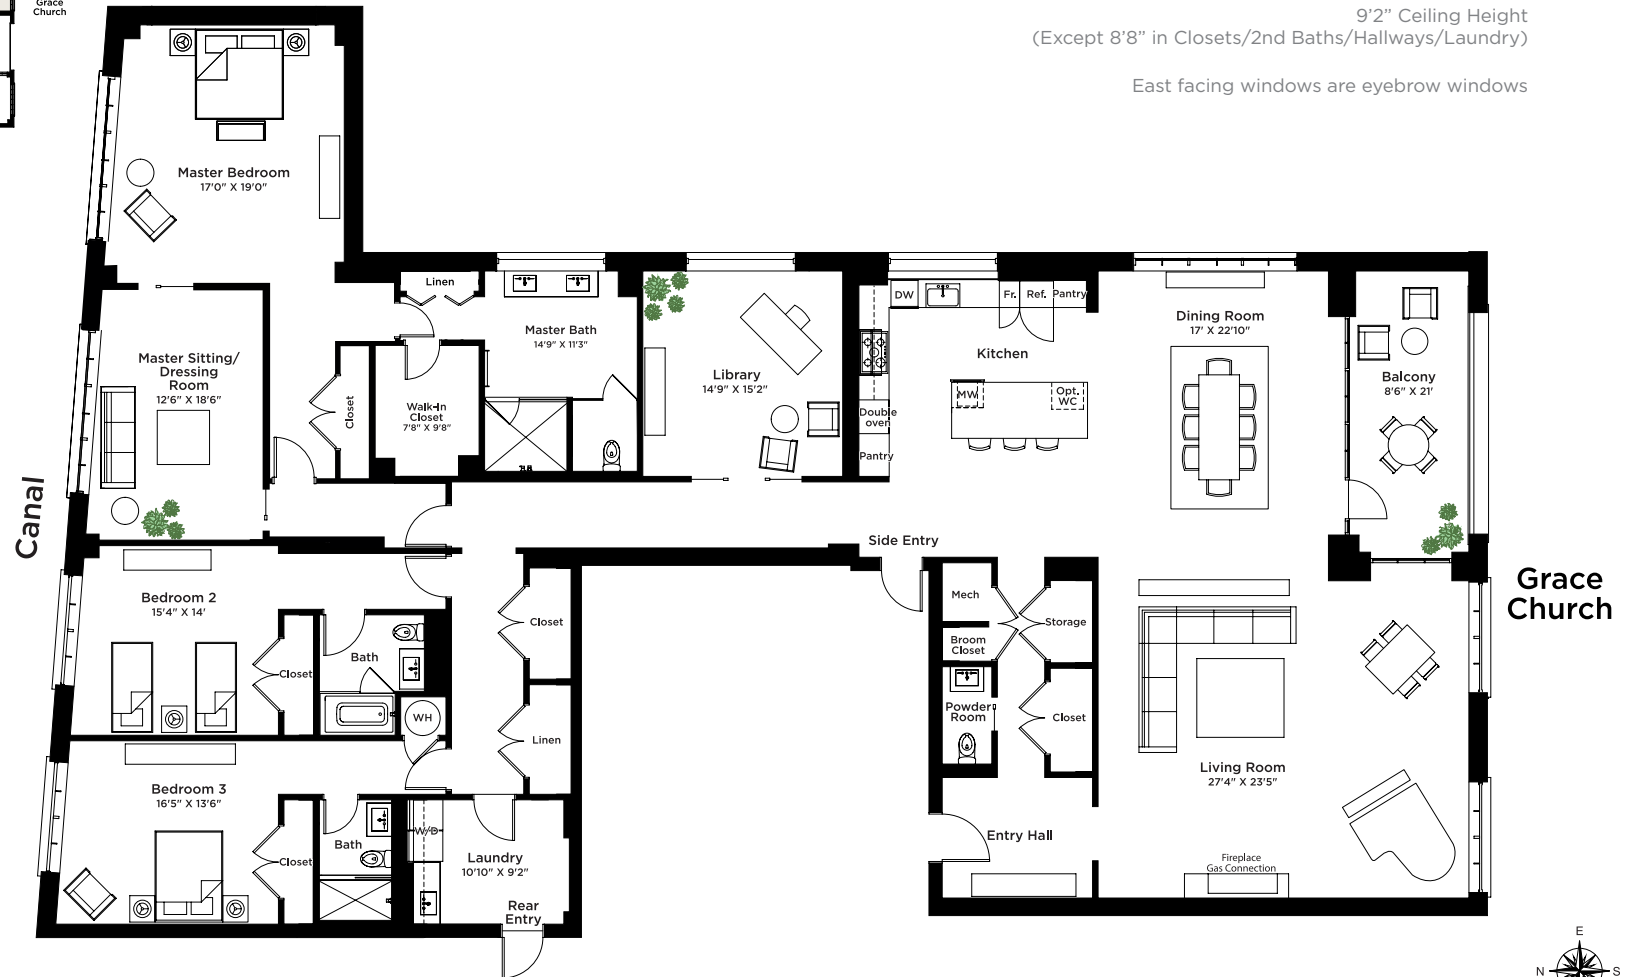 Grace
Church
9'2” Ceiling Height
(Except 8'8” in Closets/2nd Baths/Hallways/Laundry)
East facing windows are eyebrow windows
Master Bedroom
17'0" X 19'0"
Linen
Master Bath
14'9" X 11'3"
Master Sitting/
Dressing
Room
12'6" X 18'6"
Closet
Walk-In
Closet
7'8" X 9'8"
Library
14'9" X 15'2"
DW
Fr.
Ref.
Pantry
Kitchen
MW
Opt.
WC
Double
oven
Pantry
Dining Room
17' X 22'10"
Balcony
8'6" X 21'
Canal
Side Entry
Grace
Church
Bedroom 2
15'4" X 14'
Closet
Bath
WH
Closet
Linen
Mech
Broom
Closet
Storage
Powder
Room
Closet
Living Room
27'4" X 23'5"
Bedroom 3
16'5" X 13'6"
Closet
Bath
W/D
Laundry
10'10" X 9'2"
Rear
Entry
Entry Hall
Fireplace
Gas Connection
E
N
S